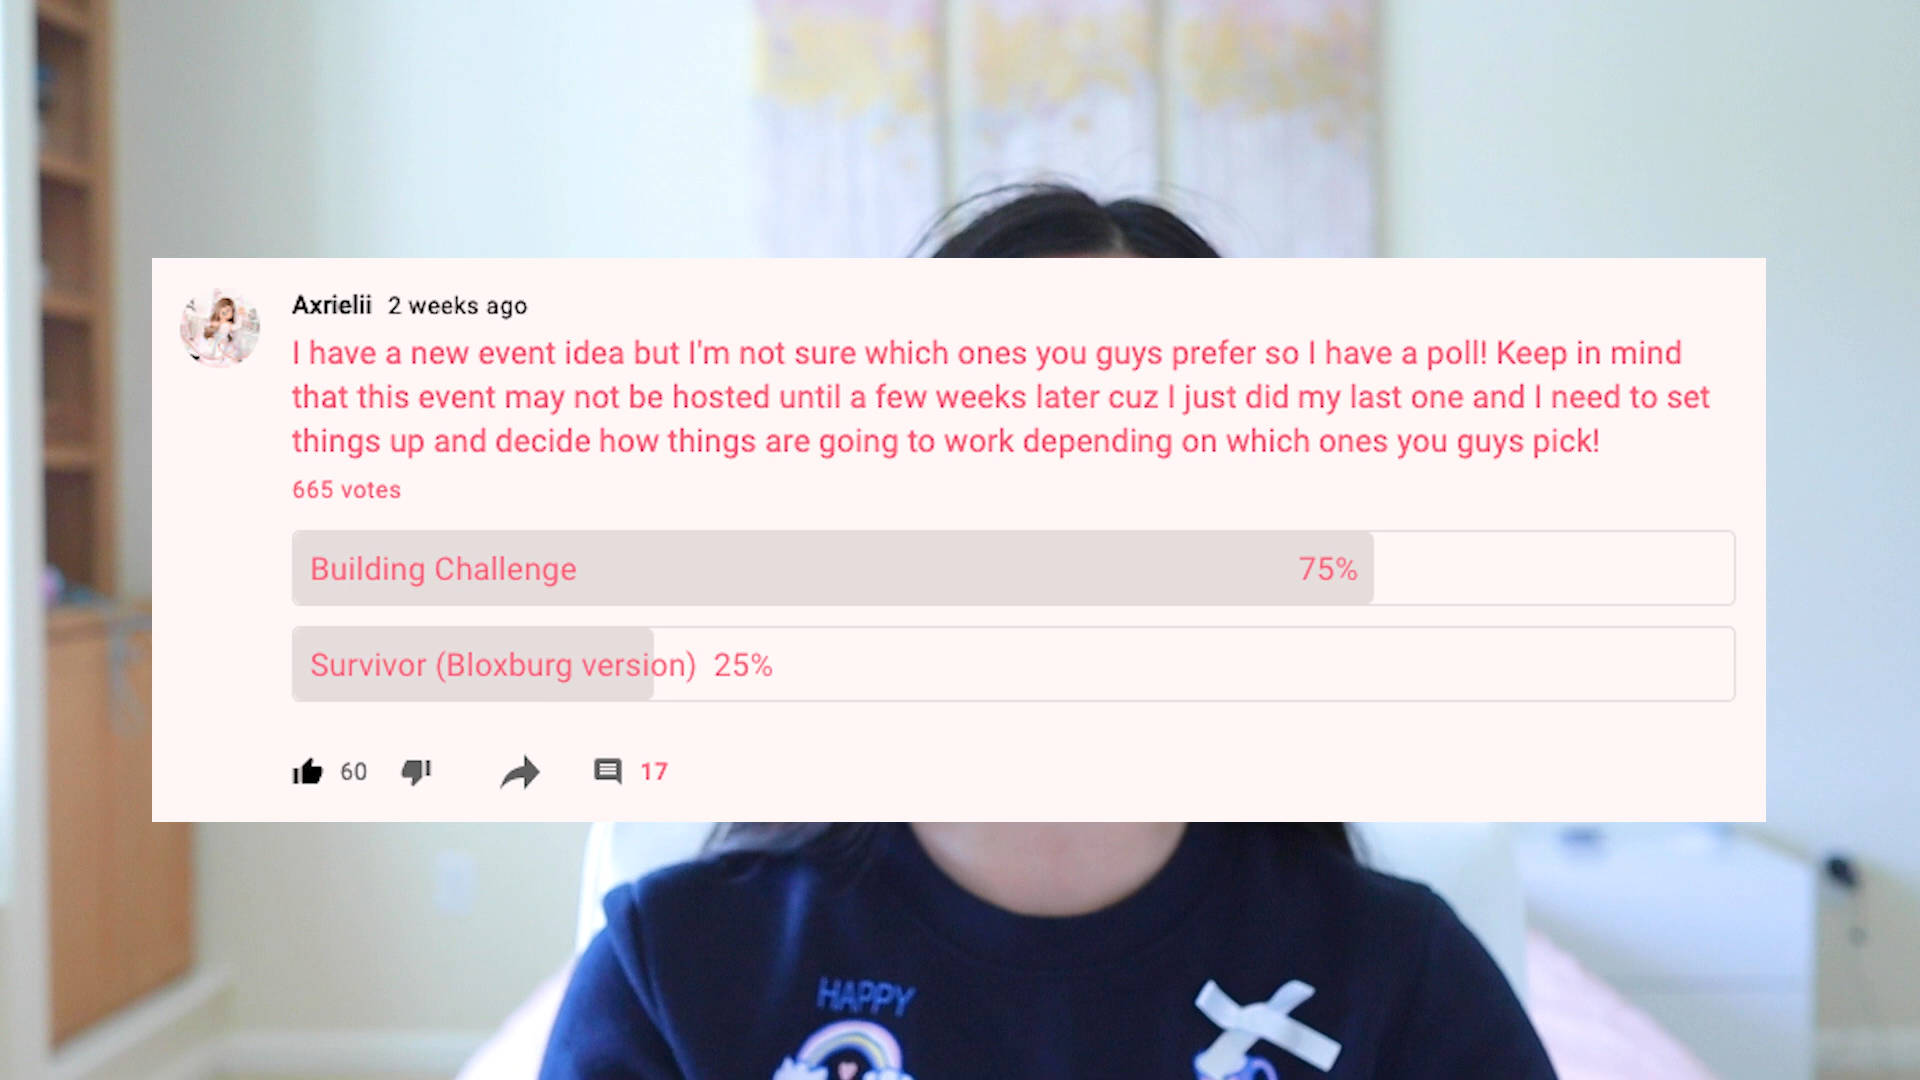 Axrielii 2 weeks ago
I have a new event idea but I'm not sure which ones you guys prefer so I have a poll! Keep in mind
that this event may not be hosted until a few weeks later cuz I just did my last one and I need to set
things up and decide how things are going to work depending on which ones you guys pick!
665 votes
Building Challenge 75%
Survivor (Bloxburg version) 25%
60 17
HAPPY